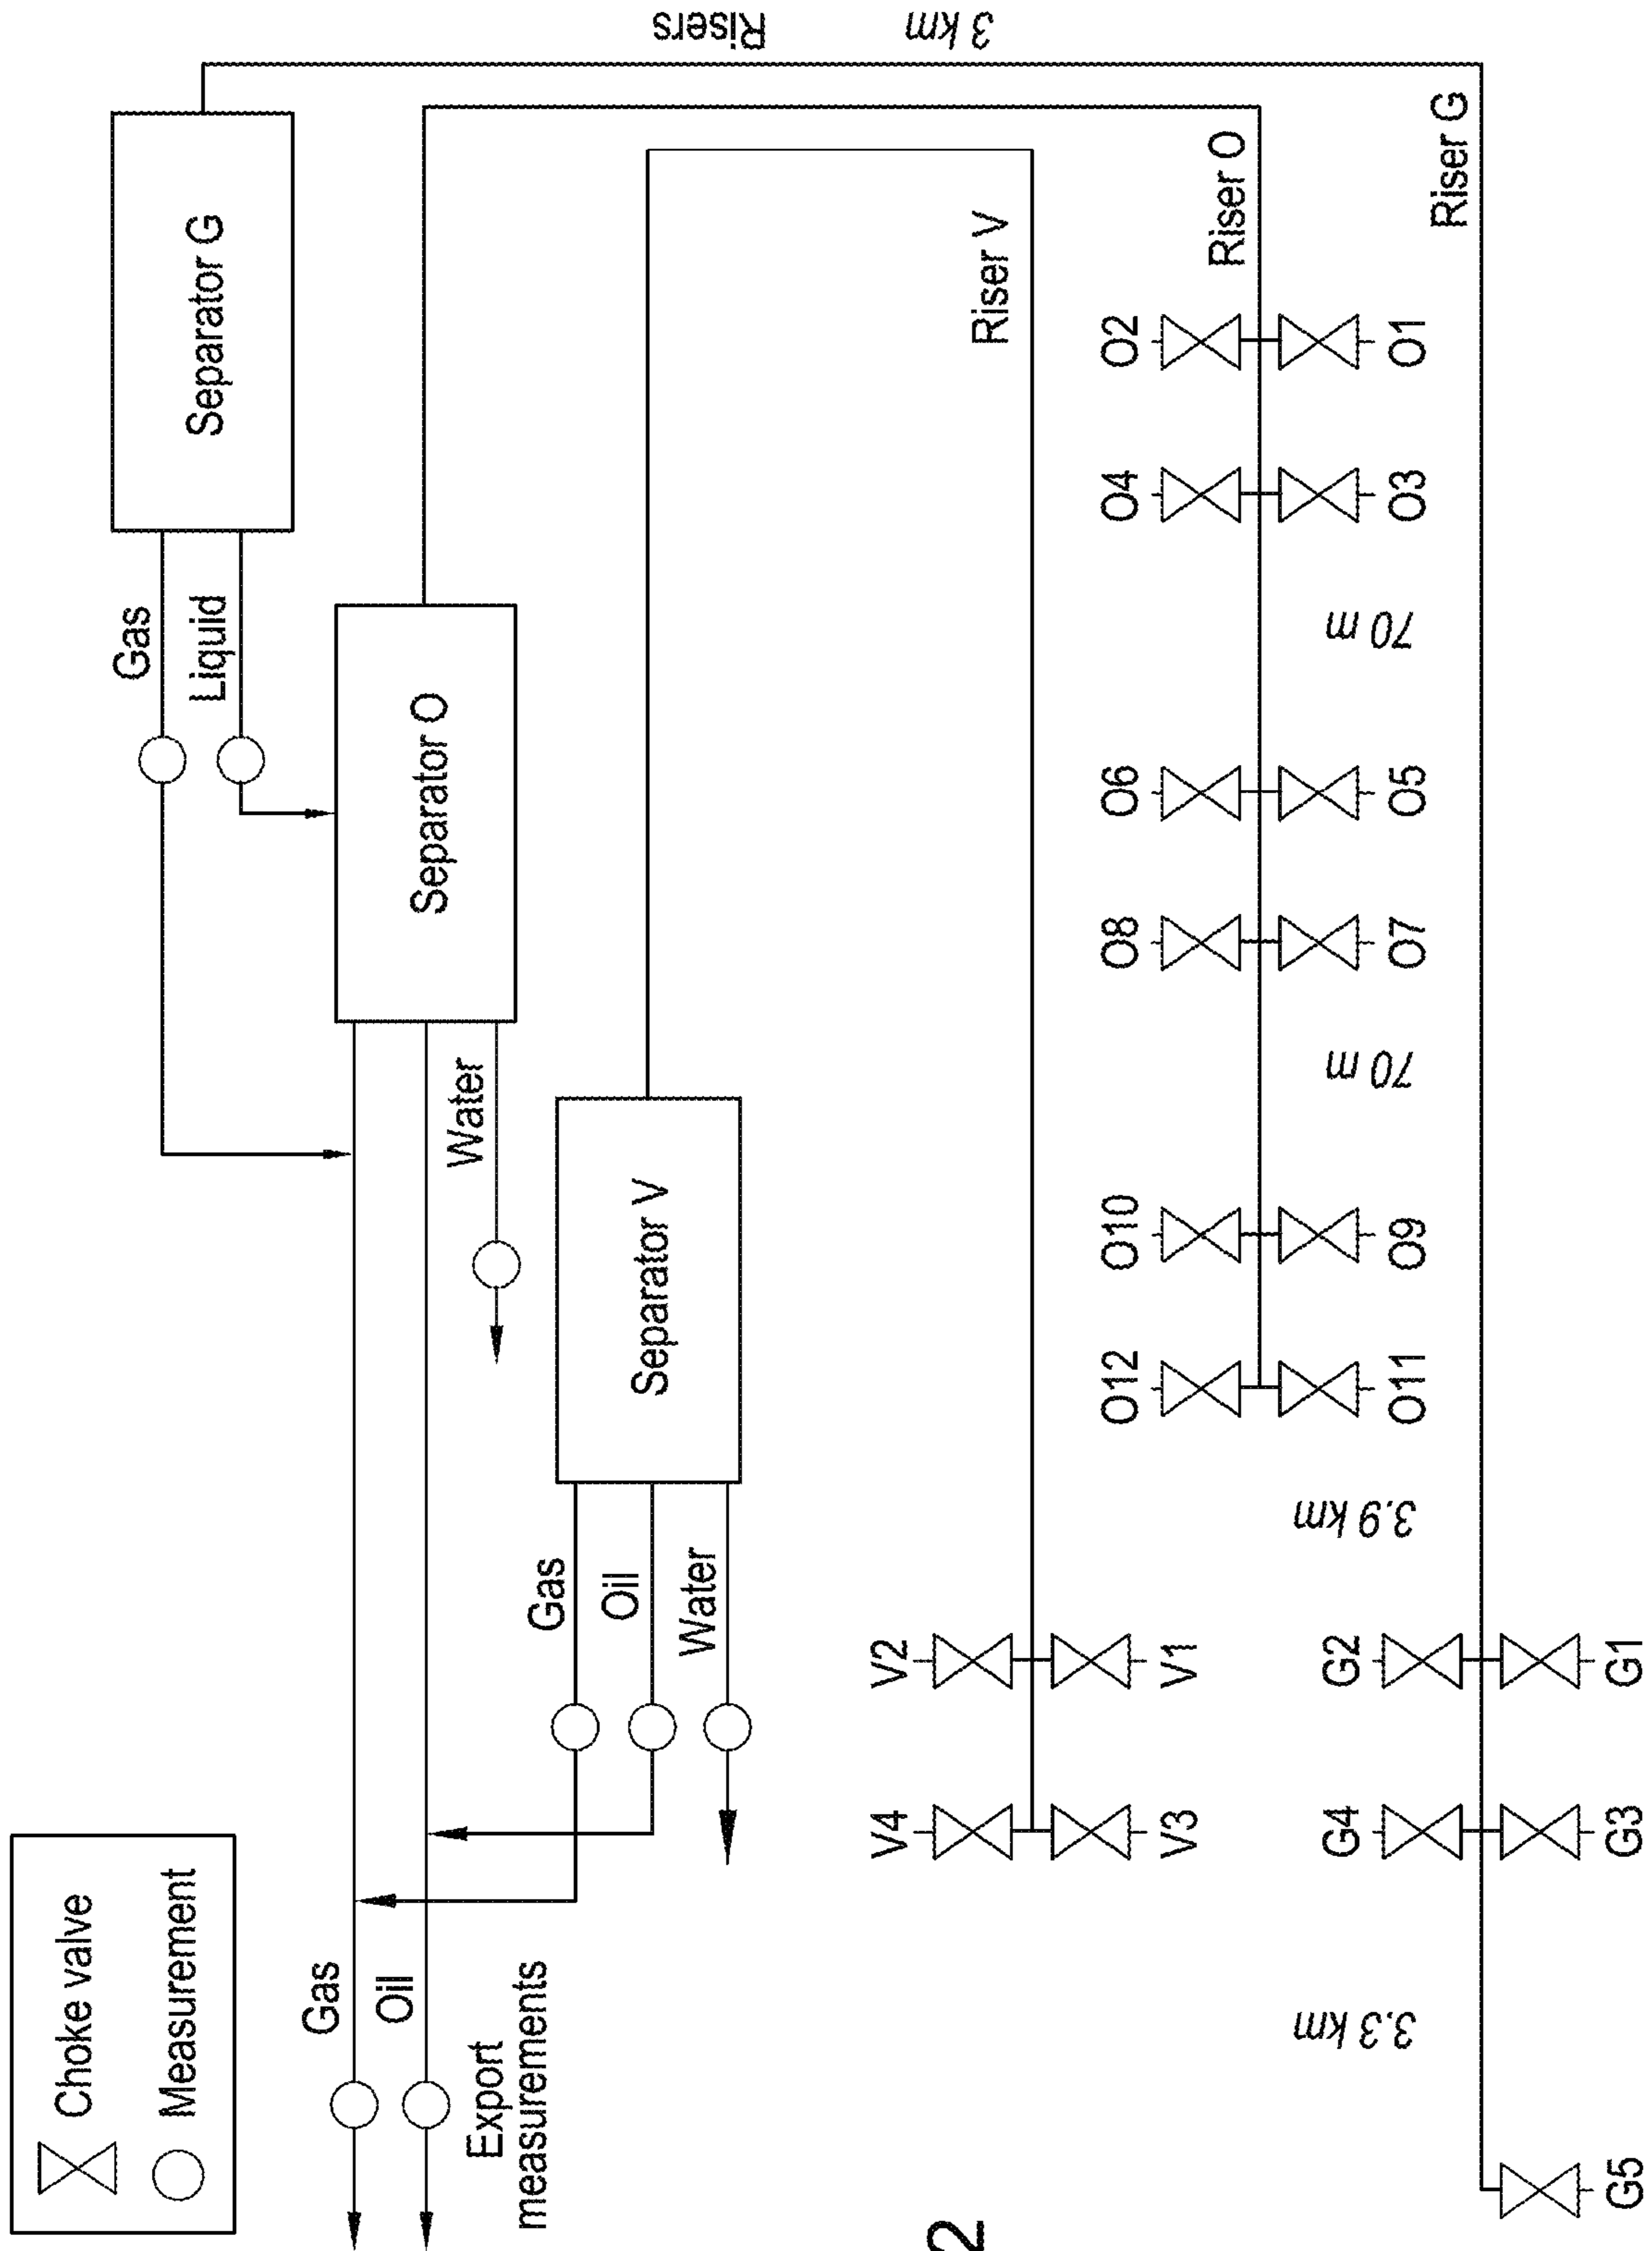 Choke valve
Measurement
Gas
Oil
Export
measurements
Gas
Liquid
Separator G
Separator O
Water
Separator V
Gas
Oil
Water
Risers
3 km
Riser V
Riser O
Riser G
V4
V2
V3
V1
O12
O10
O8
O6
O4
O2
O11
O9
O7
O5
O3
O1
3.3 km
3.9 km
70 m
70 m
G4
G2
G5
G3
G1
2